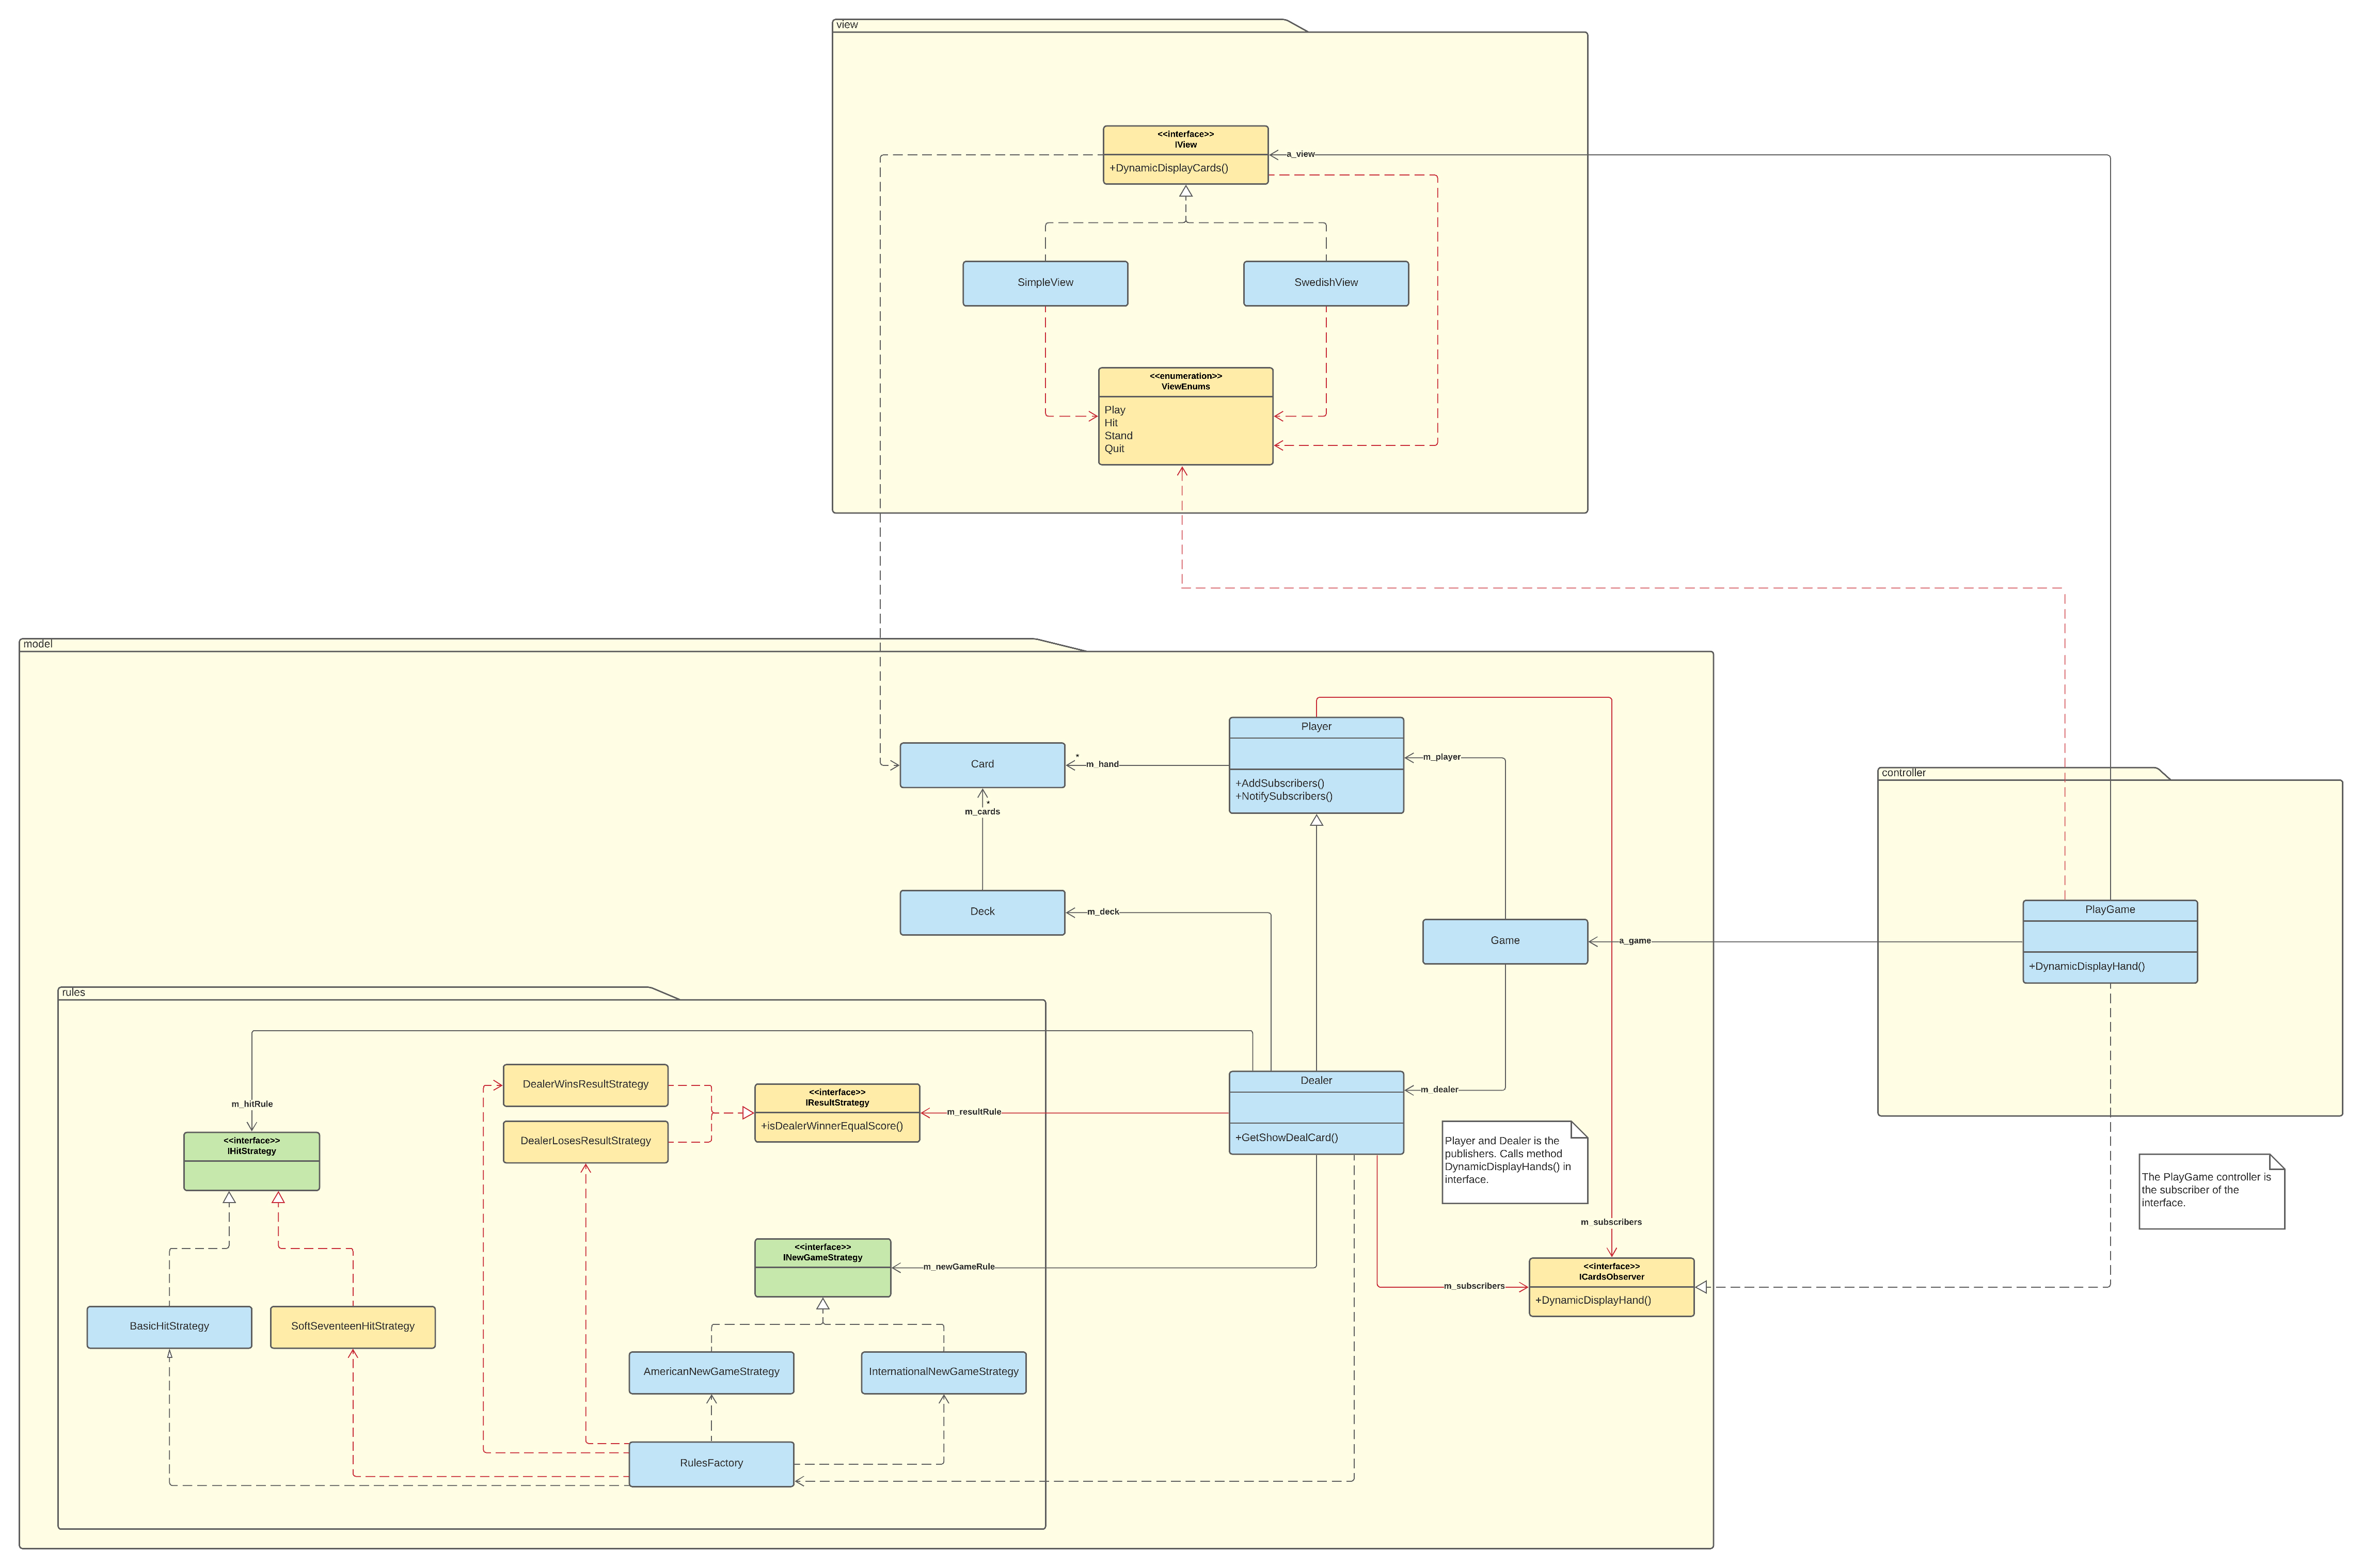 view
<<interface>>
IView
+DynamicDisplayCards()
a_view
SimpleView
SwedishView
<<enumeration>>
ViewEnums
Play
Hit
Stand
Quit
model
Player
+AddSubscribers()
+NotifySubscribers()
m_player
Card
*
m_hand
*
m_cards
Deck
m_deck
Game
a_game
controller
PlayGame
+DynamicDisplayHand()
rules
m_hitRule
<<interface>>
IHitStrategy
DealerWinsResultStrategy
DealerLosesResultStrategy
<<interface>>
IResultStrategy
+isDealerWinnerEqualScore()
m_resultRule
Dealer
+GetShowDealCard()
m_dealer
Player and Dealer is the
publishers. Calls method
DynamicDisplayHands() in
interface.
The PlayGame controller is
the subscriber of the
interface.
m_subscribers
<<interface>>
INewGameStrategy
m_newGameRule
m_subscribers
<<interface>>
ICardsObserver
+DynamicDisplayHand()
BasicHitStrategy
SoftSeventeenHitStrategy
AmericanNewGameStrategy
InternationalNewGameStrategy
RulesFactory